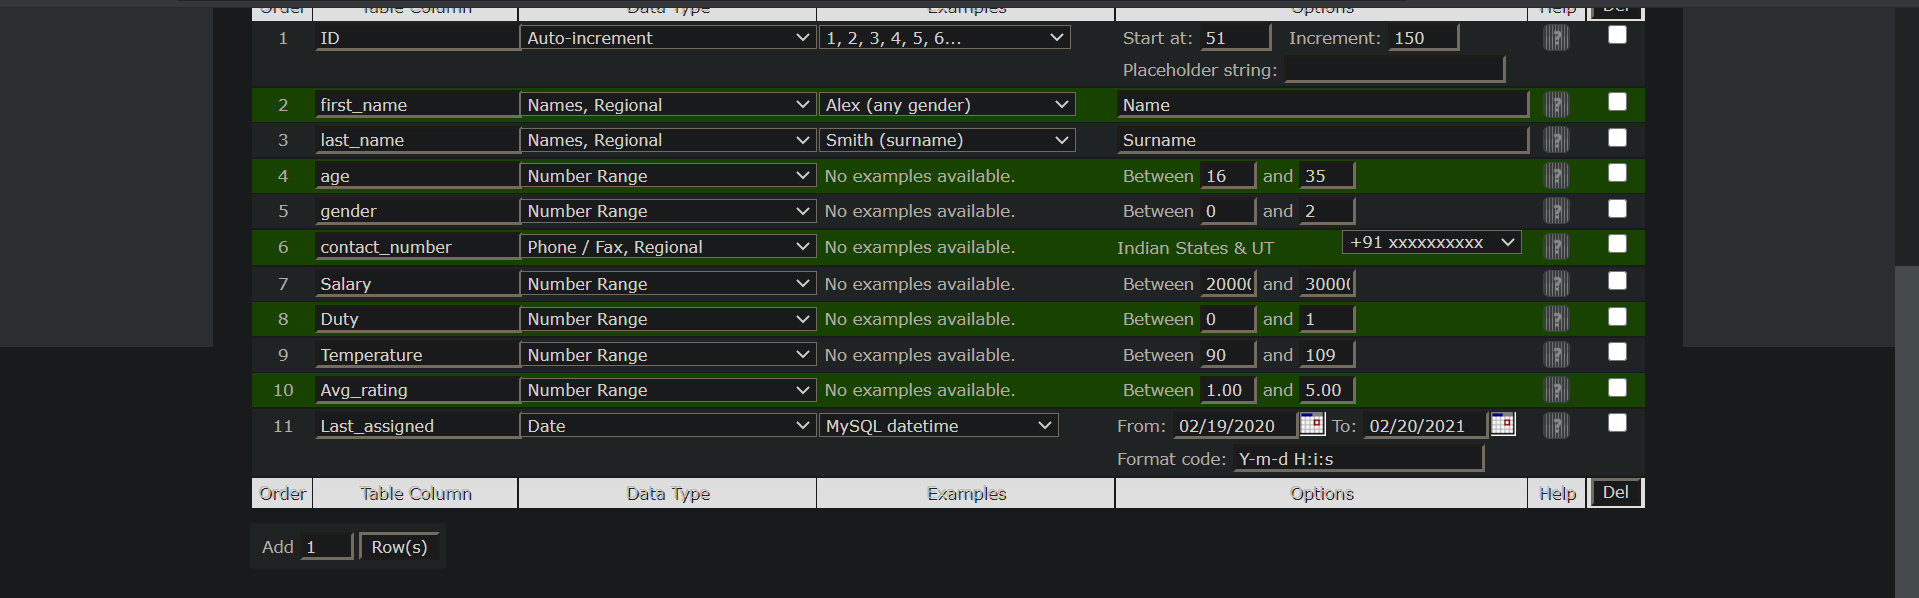 Order Table Column Data Type Examples Options Help Del
1 ID Auto-increment 1, 2, 3, 4, 5, 6... Start at: 51 Increment: 150 ?
Placeholder string:
2 first_name Names, Regional Alex (any gender) Name ?
3 last_name Names, Regional Smith (surname) Surname ?
4 age Number Range No examples available. Between 16 and 35 ?
5 gender Number Range No examples available. Between 0 and 2 ?
6 contact_number Phone / Fax, Regional No examples available. Indian States & UT +91 xxxxxxxxxx ?
7 Salary Number Range No examples available. Between 20000 and 30000 ?
8 Duty Number Range No examples available. Between 0 and 1 ?
9 Temperature Number Range No examples available. Between 90 and 109 ?
10 Avg_rating Number Range No examples available. Between 1.00 and 5.00 ?
11 Last_assigned Date MySQL datetime From: 02/19/2020 To: 02/20/2021 ?
Format code: Y-m-d H:i:s
Order Table Column Data Type Examples Options Help Del
Add 1 Row(s)